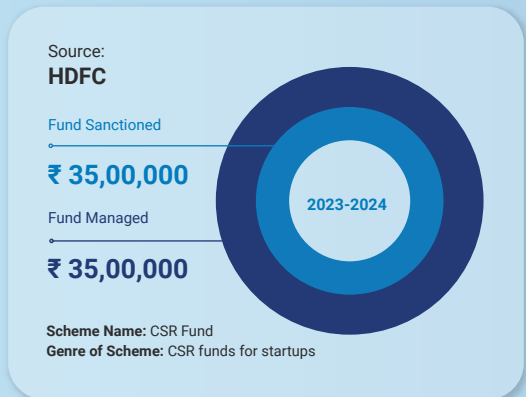 Source:
HDFC
Fund Sanctioned
₹ 35,00,000
Fund Managed
₹ 35,00,000
2023-2024
Scheme Name: CSR Fund
Genre of Scheme: CSR funds for startups